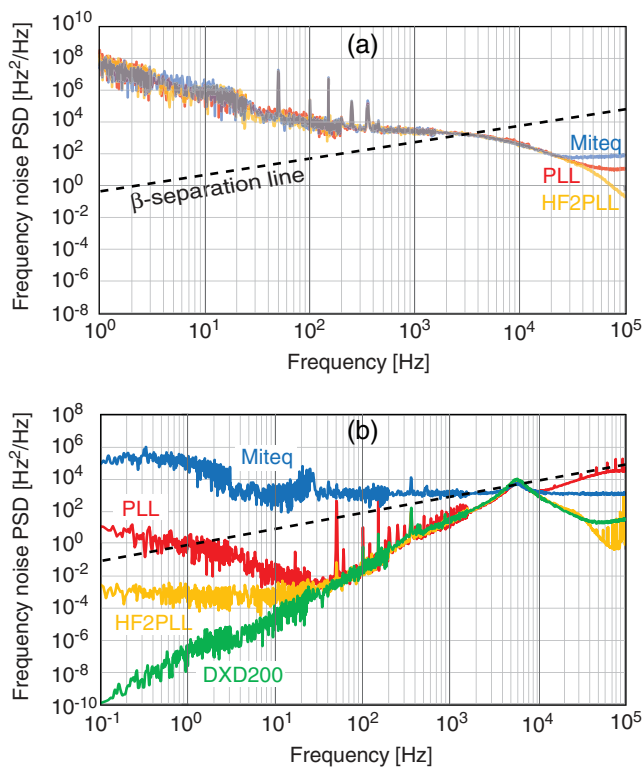 (a)
Frequency noise PSD [Hz²/Hz]
10¹⁰
10⁸
10⁶
10⁴
10²
10⁰
10⁻²
10⁻⁴
10⁻⁶
10⁻⁸
β-separation line
Miteq
PLL
HF2PLL
10⁰ 10¹ 10² 10³ 10⁴ 10⁵
Frequency [Hz]
(b)
Frequency noise PSD [Hz²/Hz]
10⁸
10⁶
10⁴
10²
10⁰
10⁻²
10⁻⁴
10⁻⁶
10⁻⁸
10⁻¹⁰
Miteq
PLL
HF2PLL
DXD200
10⁻¹ 10⁰ 10¹ 10² 10³ 10⁴ 10⁵
Frequency [Hz]